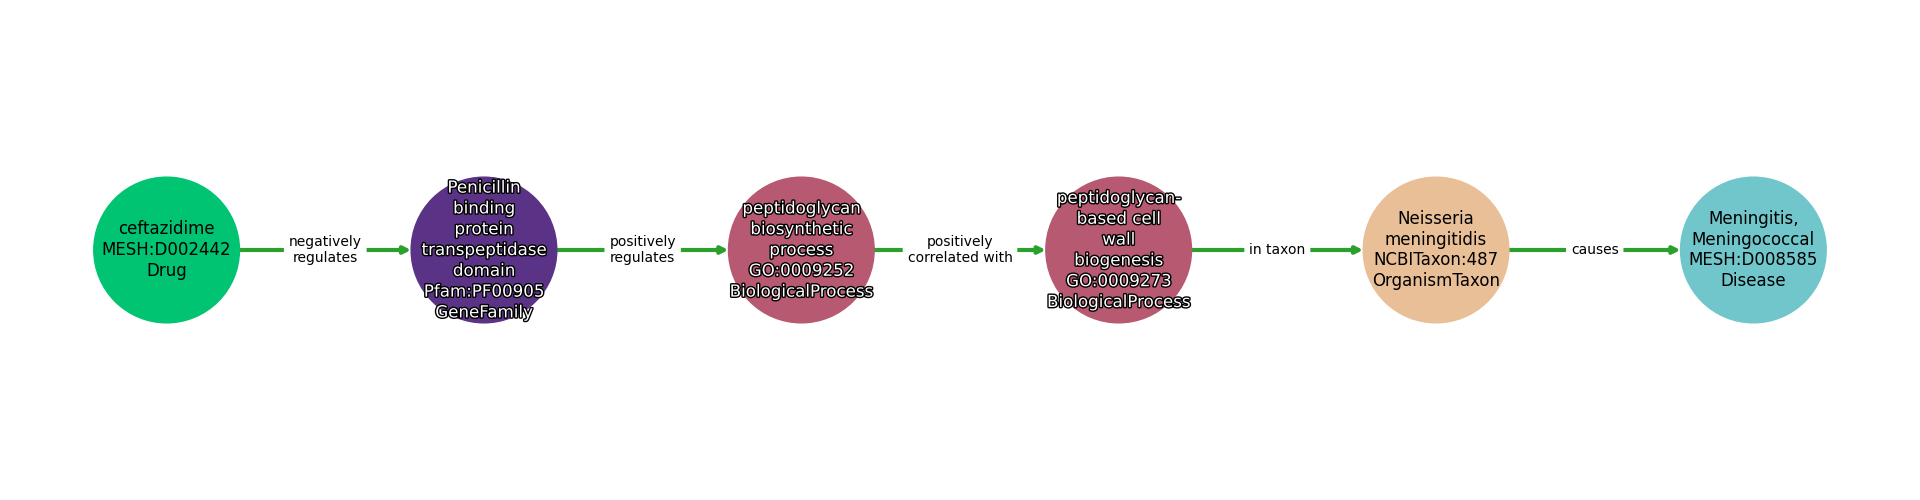 ceftazidime
MESH:D002442
Drug
negatively
regulates
Penicillin
binding
protein
transpeptidase
domain
Pfam:PF00905
GeneFamily
positively
regulates
peptidoglycan
biosynthetic
process
GO:0009252
BiologicalProcess
positively
correlated with
peptidoglycan-
based cell
wall
biogenesis
GO:0009273
BiologicalProcess
in taxon
Neisseria
meningitidis
NCBITaxon:487
OrganismTaxon
causes
Meningitis,
Meningococcal
MESH:D008585
Disease